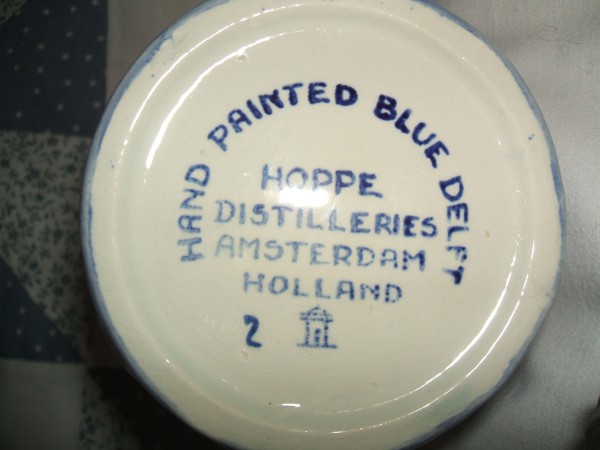 HAND PAINTED BLUE DELFT
HOPPE
DISTILLERIES
AMSTERDAM
HOLLAND
2